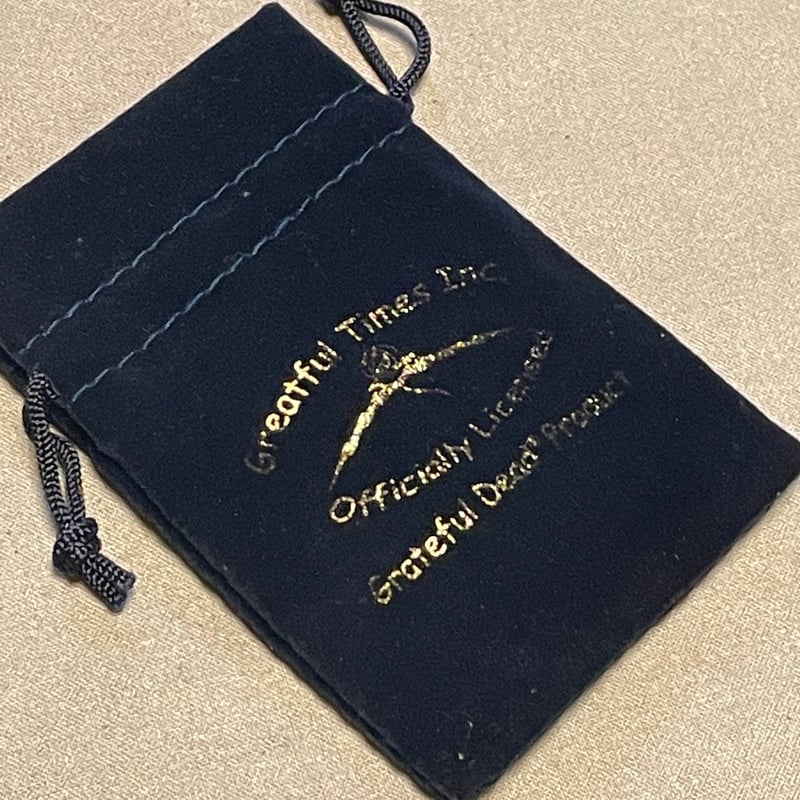 Greatful Times Inc
Officially Licensed
Grateful Dead® Product